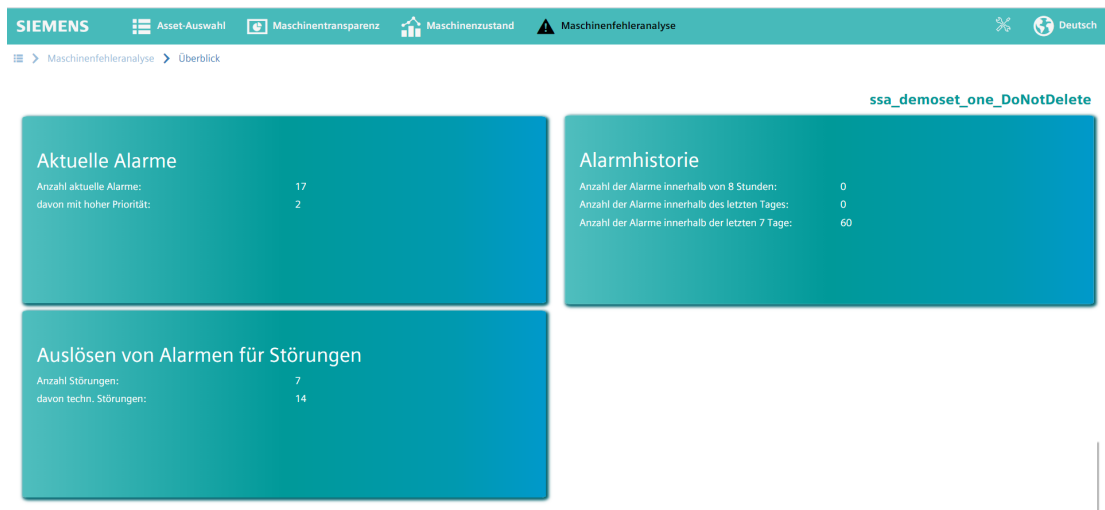 SIEMENS Asset-Auswahl Maschinentransparenz Maschinenzustand Maschinenfehleranalyse Deutsch
Maschinenfehleranalyse Überblick
ssa_demoset_one_DoNotDelete
Aktuelle Alarme
Anzahl aktuelle Alarme: 17
davon mit hoher Priorität: 2
Alarmhistorie
Anzahl der Alarme innerhalb von 8 Stunden: 0
Anzahl der Alarme innerhalb des letzten Tages: 0
Anzahl der Alarme innerhalb der letzten 7 Tage: 60
Auslösen von Alarmen für Störungen
Anzahl Störungen: 7
davon techn. Störungen: 14